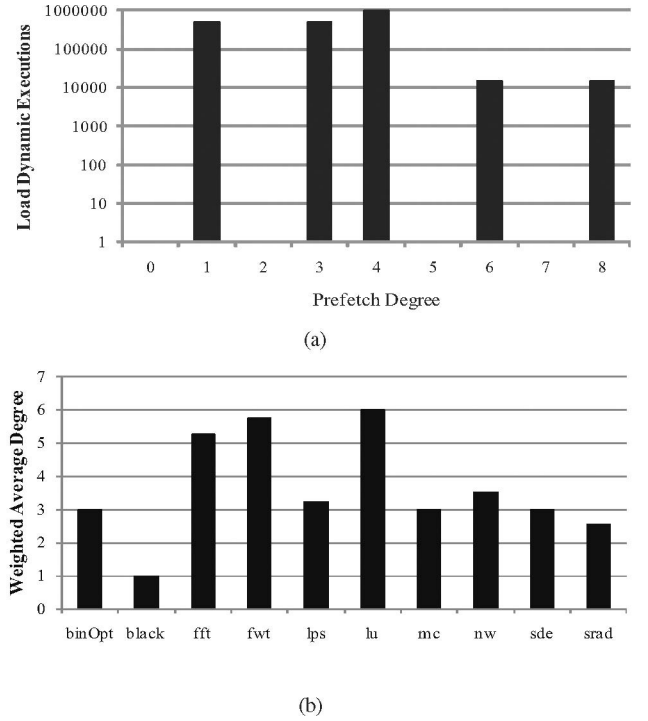 1000000
100000
10000
1000
100
10
1
Load Dynamic Executions
0 1 2 3 4 5 6 7 8
Prefetch Degree
(a)
7
6
5
4
3
2
1
0
Weighted Average Degree
binOpt black fft fwt lps lu mc nw sde srad
(b)